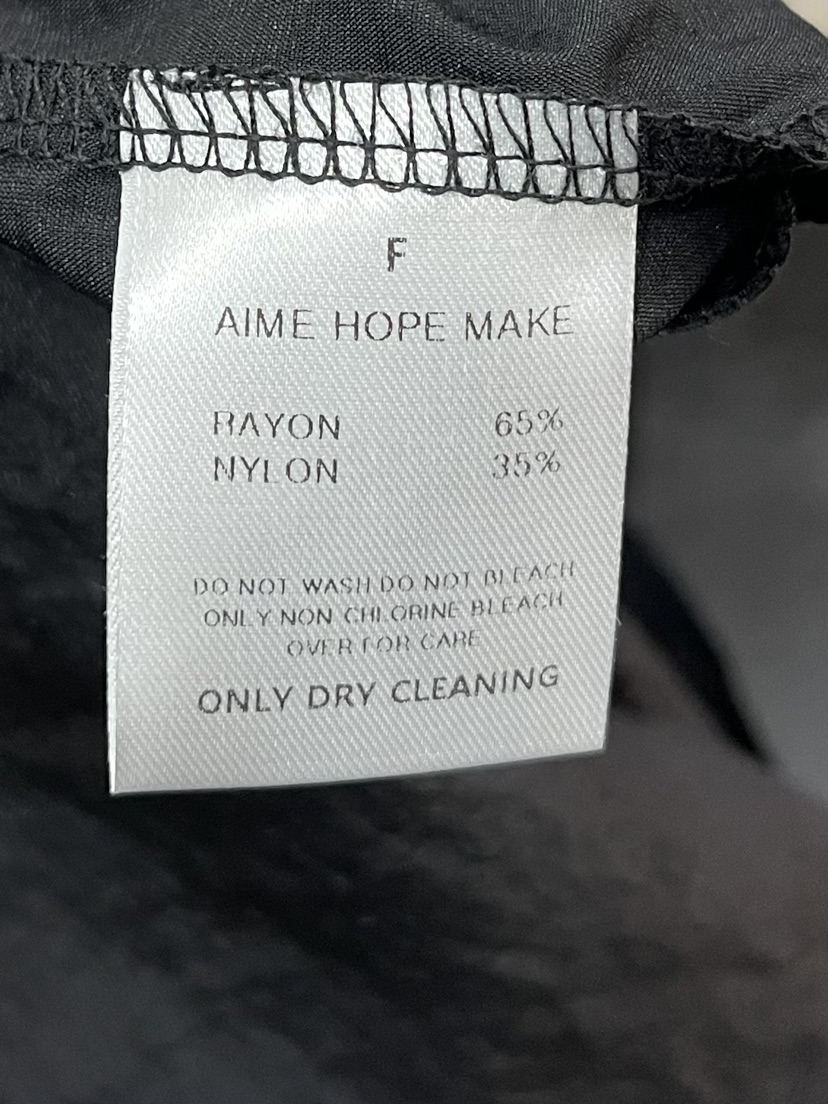 F
AIME HOPE MAKE
RAYON 65%
NYLON 35%
DO NOT WASH DO NOT BLEACH
ONLY NON CHLORINE BLEACH
OVER FOR CARE
ONLY DRY CLEANING